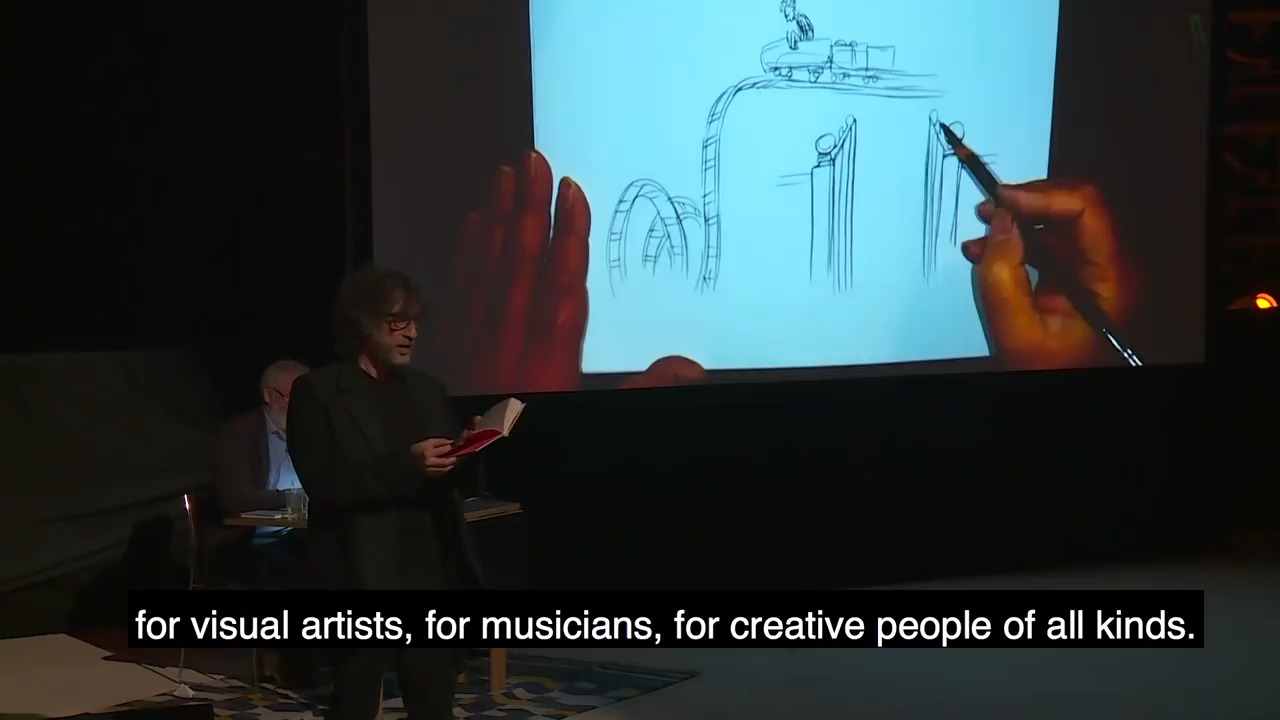 for visual artists, for musicians, for creative people of all kinds.